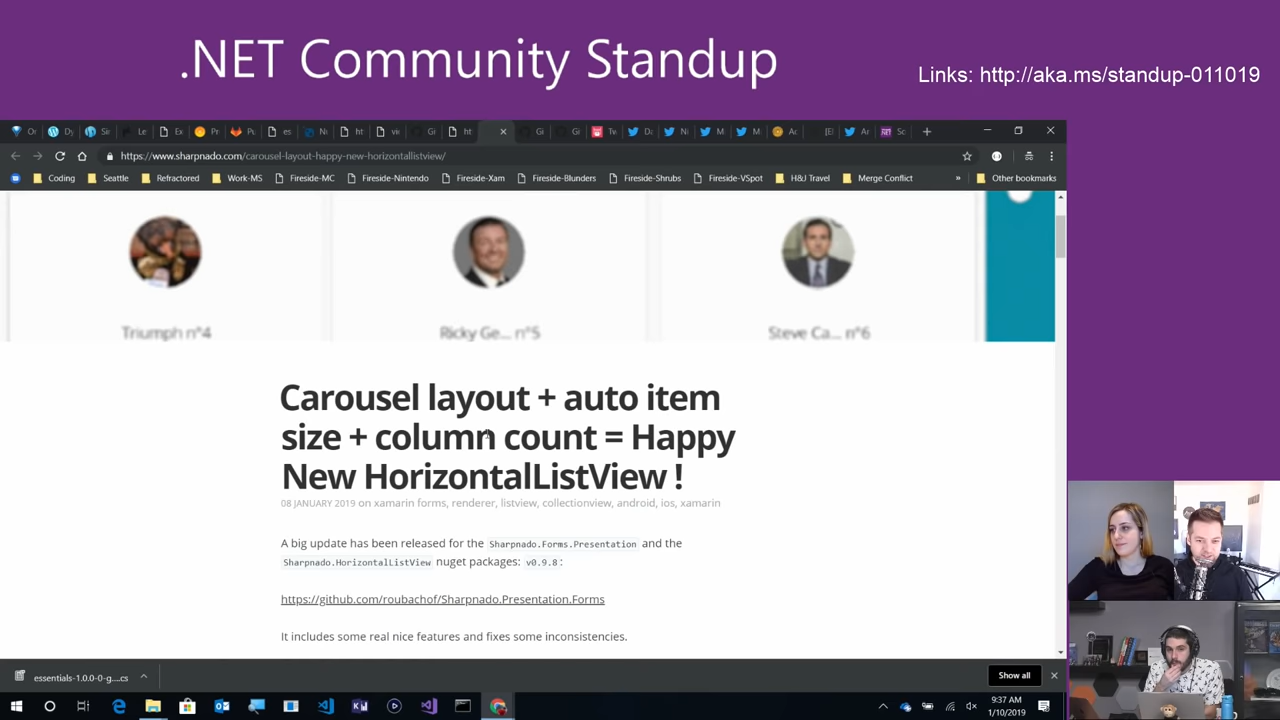 .NET Community Standup
Links: http://aka.ms/standup-011019
https://www.sharpnado.com/carousel-layout-happy-new-horizontallistview/
Coding Seattle Refractored Work-MS Fireside-MC Fireside-Nintendo Fireside-Xam Fireside-Blunders Fireside-Shrubs Fireside-VSpot H&J Travel Merge Conflict » Other bookmarks
Triumph n°4 Ricky Ge... n°5 Steve Ca... n°6
Carousel layout + auto item
size + column count = Happy
New HorizontalListView !
08 JANUARY 2019 on xamarin forms, renderer, listview, collectionview, android, ios, xamarin
A big update has been released for the Sharpnado.Forms.Presentation and the
Sharpnado.HorizontalListView nuget packages: v0.9.8:
https://github.com/roubachof/Sharpnado.Presentation.Forms
It includes some real nice features and fixes some inconsistencies.
essentials-1.0.0-0-g....cs Show all
9:37 AM
1/10/2019